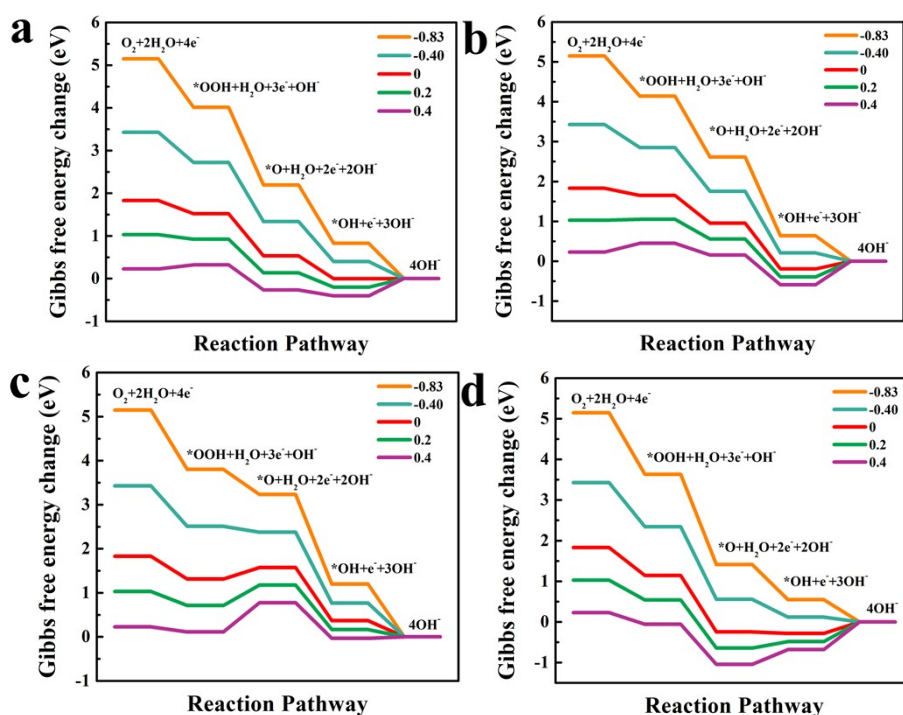 a
Gibbs free energy change (eV)
6
5
4
3
2
1
0
-1
O₂+2H₂O+4e⁻
*OOH+H₂O+3e⁻+OH⁻
*O+H₂O+2e⁻+2OH⁻
*OH+e⁻+3OH⁻
4OH⁻
-0.83
-0.40
0
0.2
0.4
Reaction Pathway
b
Gibbs free energy change (eV)
6
5
4
3
2
1
0
-1
O₂+2H₂O+4e⁻
*OOH+H₂O+3e⁻+OH⁻
*O+H₂O+2e⁻+2OH⁻
*OH+e⁻+3OH⁻
4OH⁻
-0.83
-0.40
0
0.2
0.4
Reaction Pathway
c
Gibbs free energy change (eV)
6
5
4
3
2
1
0
-1
O₂+2H₂O+4e⁻
*OOH+H₂O+3e⁻+OH⁻
*O+H₂O+2e⁻+2OH⁻
*OH+e⁻+3OH⁻
4OH⁻
-0.83
-0.40
0
0.2
0.4
Reaction Pathway
d
Gibbs free energy change (eV)
6
5
4
3
2
1
0
-1
O₂+2H₂O+4e⁻
*OOH+H₂O+3e⁻+OH⁻
*O+H₂O+2e⁻+2OH⁻
*OH+e⁻+3OH⁻
4OH⁻
-0.83
-0.40
0
0.2
0.4
Reaction Pathway